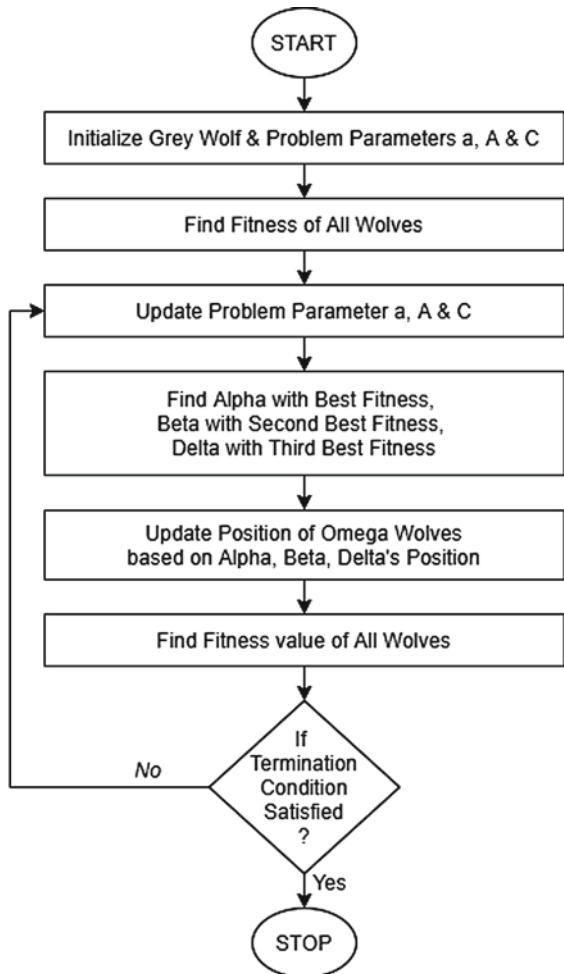 START
Initialize Grey Wolf & Problem Parameters a, A & C
Find Fitness of All Wolves
Update Problem Parameter a, A & C
Find Alpha with Best Fitness,
Beta with Second Best Fitness,
Delta with Third Best Fitness
Update Position of Omega Wolves
based on Alpha, Beta, Delta's Position
Find Fitness value of All Wolves
If
Termination
Condition
Satisfied
?
No
Yes
STOP